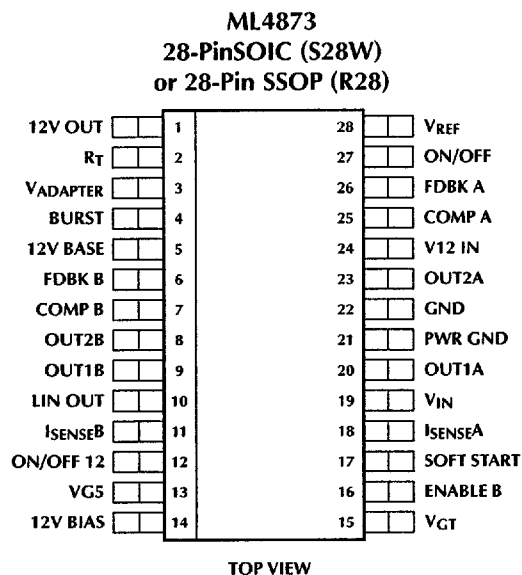 ML4873
28-PinSOIC (S28W)
or 28-Pin SSOP (R28)
12V OUT 1 28 VREF
RT 2 27 ON/OFF
VADAPTER 3 26 FDBK A
BURST 4 25 COMP A
12V BASE 5 24 V12 IN
FDBK B 6 23 OUT2A
COMP B 7 22 GND
OUT2B 8 21 PWR GND
OUT1B 9 20 OUT1A
LIN OUT 10 19 VIN
ISENSEB 11 18 ISENSEA
ON/OFF 12 12 17 SOFT START
VG5 13 16 ENABLE B
12V BIAS 14 15 VGT
TOP VIEW